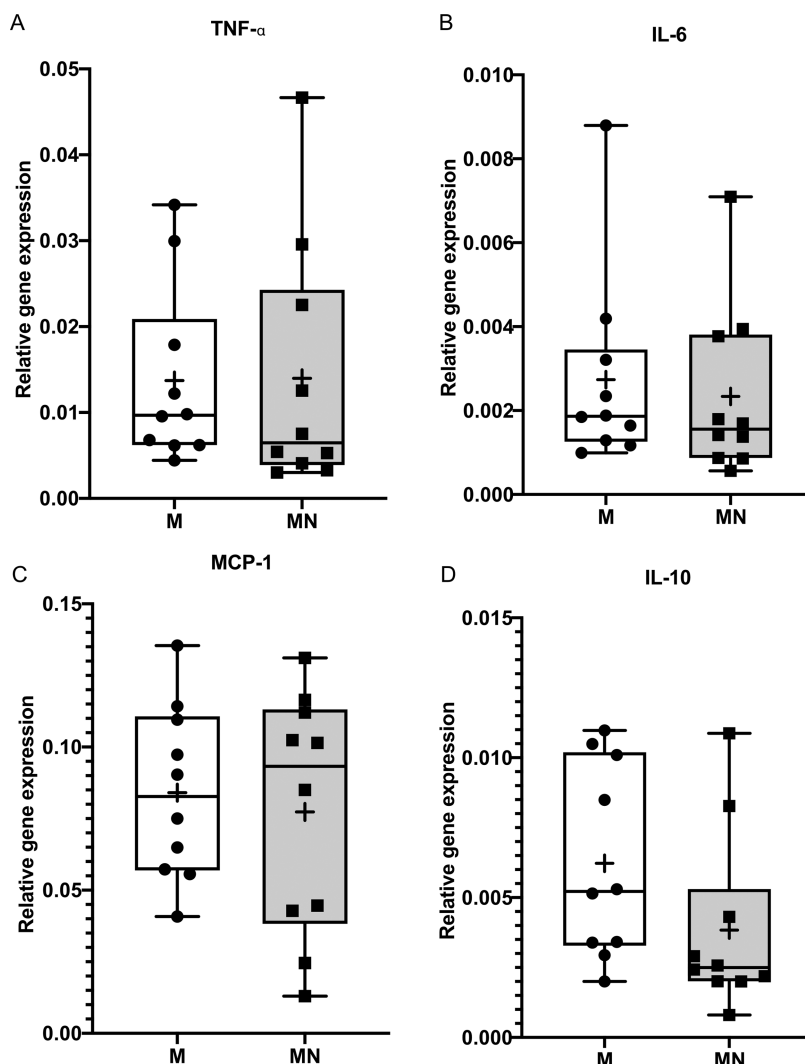 A
TNF-α
Relative gene expression
0.05
0.04
0.03
0.02
0.01
0.00
M MN
B
IL-6
Relative gene expression
0.010
0.008
0.006
0.004
0.002
0.000
M MN
C
MCP-1
Relative gene expression
0.15
0.10
0.05
0.00
M MN
D
IL-10
Relative gene expression
0.015
0.010
0.005
0.000
M MN